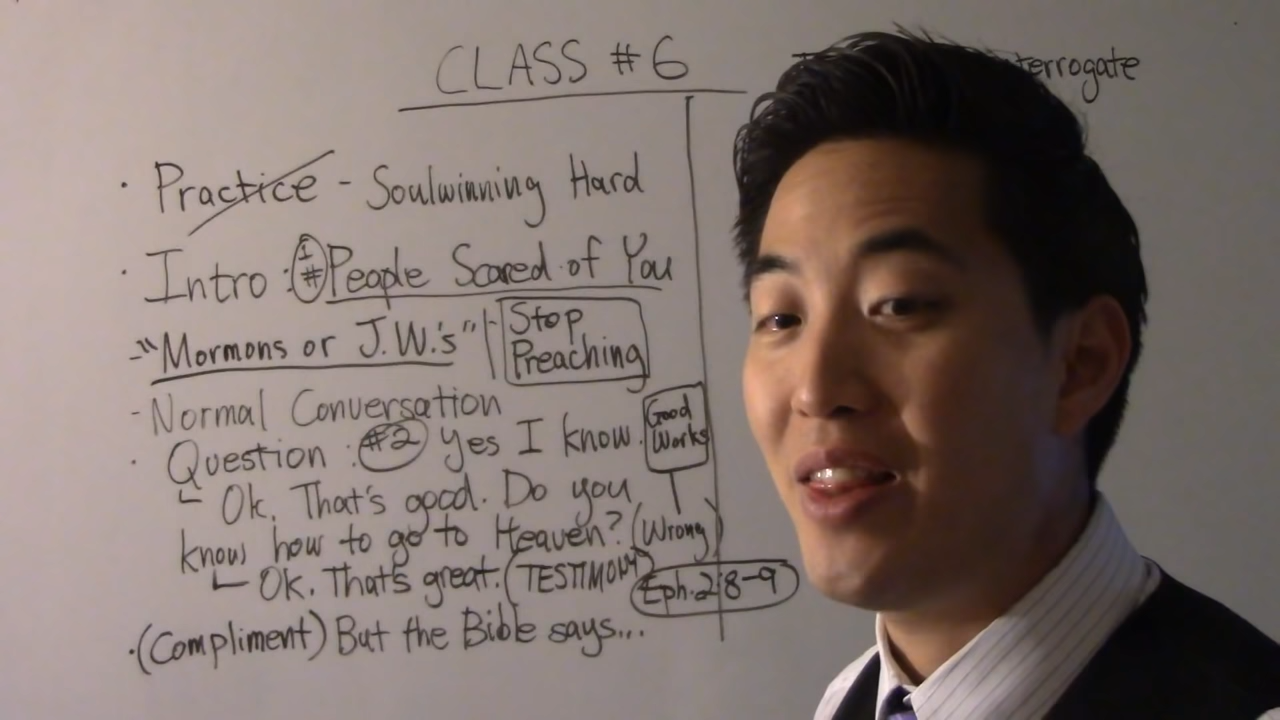 CLASS #6
terrogate
· Practice - Soulwinning Hard
· Intro : #1 People Scared of You
- "Mormons or J.W.'s" - Stop Preaching
- Normal Conversation
· Question : #2 Yes I know. Good Works
Ok. That's good. Do you
know how to go to Heaven? (Wrong)
Ok. That's great. (TESTIMONY) Eph. 2:8-9
· (Compliment) But the Bible says...